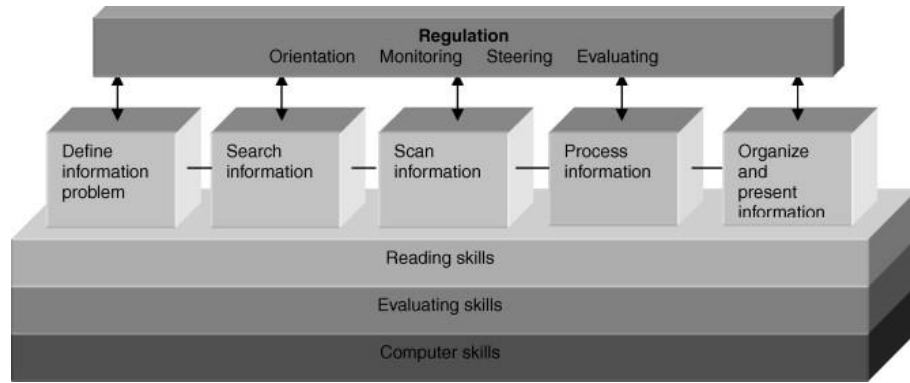 Regulation
Orientation Monitoring Steering Evaluating
Define
information
problem
Search
information
Scan
information
Process
information
Organize
and
present
information
Reading skills
Evaluating skills
Computer skills